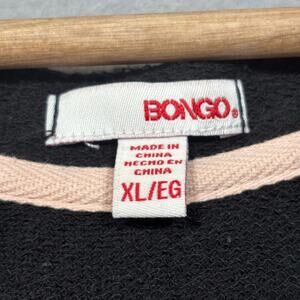 BONGO®
MADE IN
CHINA
HECHO EN
CHINA
XL/EG